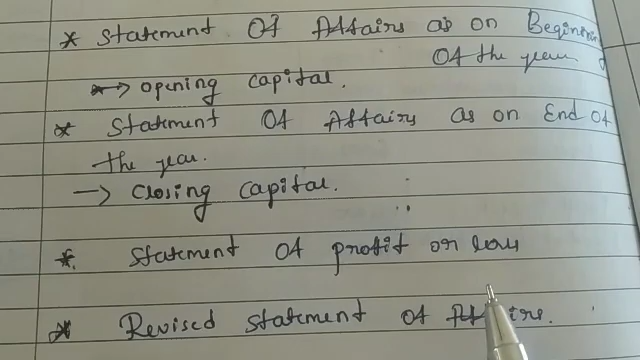 * Statement Of Affairs as on Beginning
Of the year
→ opening capital.
* Statement Of Affairs as on End Of
the year.
→ Closing capital.
* Statement Of profit or loss
* Revised Statement Of Affairs.